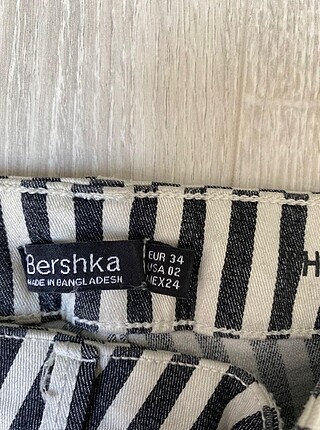 Bershka
MADE IN BANGLADESH
EUR 34
USA 02
MEX24
H